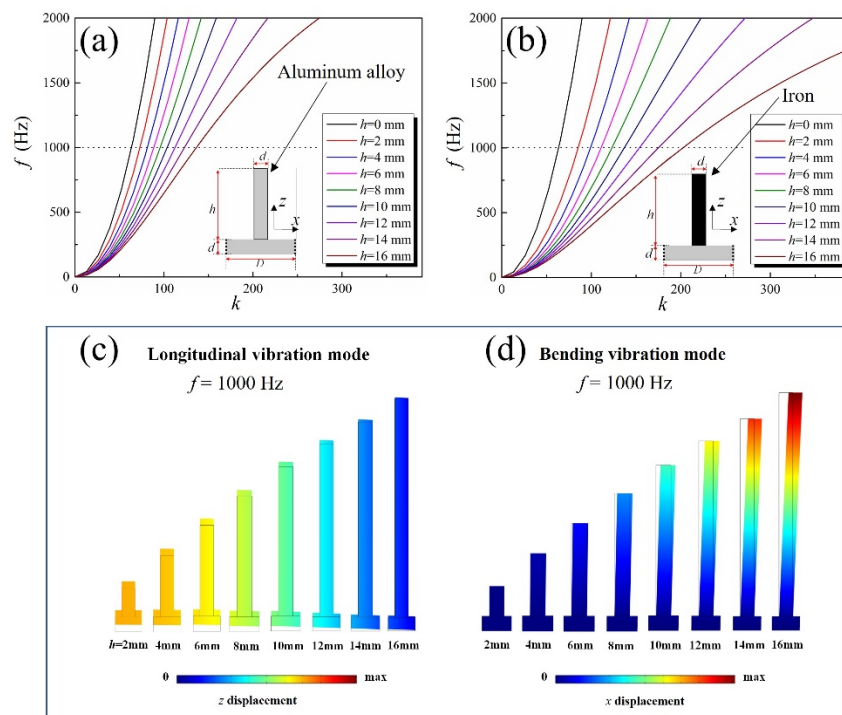 (a)
2000
1500
1000
500
0
f (Hz)
0 100 200 300
k
Aluminum alloy
h=0 mm
h=2 mm
h=4 mm
h=6 mm
h=8 mm
h=10 mm
h=12 mm
h=14 mm
h=16 mm
d
h
z
x
d
D
(b)
2000
1500
1000
500
0
f (Hz)
0 100 200 300
k
Iron
h=0 mm
h=2 mm
h=4 mm
h=6 mm
h=8 mm
h=10 mm
h=12 mm
h=14 mm
h=16 mm
d
h
z
x
d
D
(c)
Longitudinal vibration mode
f = 1000 Hz
h=2mm 4mm 6mm 8mm 10mm 12mm 14mm 16mm
0 max
z displacement
(d)
Bending vibration mode
f = 1000 Hz
2mm 4mm 6mm 8mm 10mm 12mm 14mm 16mm
0 max
x displacement